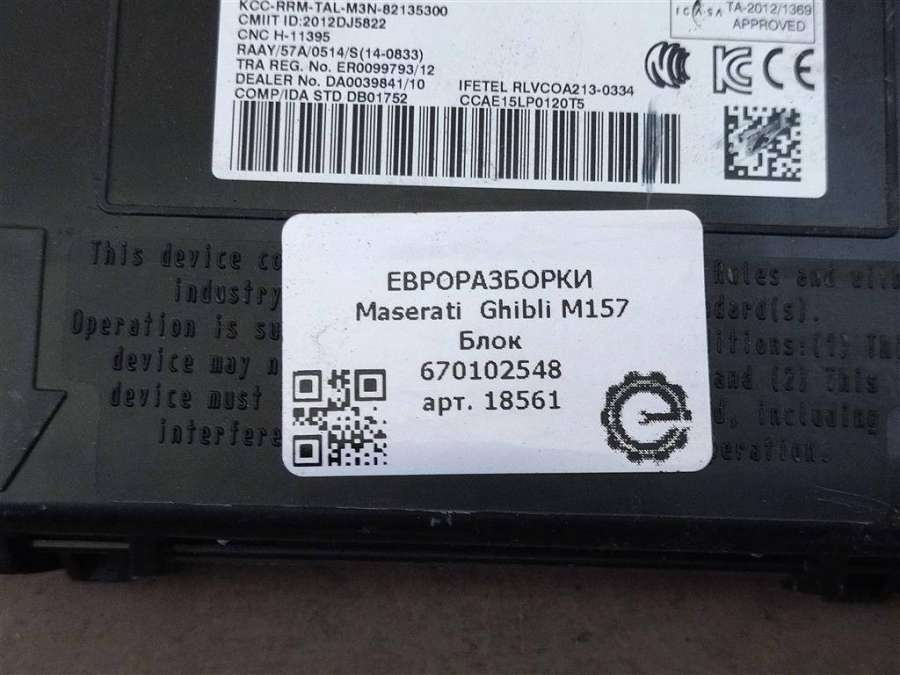 KCC-RRM-TAL-M3N-82135300
CMIIT ID:2012DJ5822
CNC H-11395
RAAY/57A/0514/S(14-0833)
TRA REG. No. ER0099793/12
DEALER No. DA0039841/10
COMP/IDA STD DB01752
IFETEL RLVCOA213-0334
CCAE15LP0120T5
ICASA
TA-2012/1369
APPROVED
This device co
industry
Operation is su
device may n
device must
interfere
Rules and
dard(s).
itions:(1) Th
and (2) This
d, including
eration.
ЕВРОРАЗБОРКИ
Maserati Ghibli M157
Блок
670102548
арт. 18561